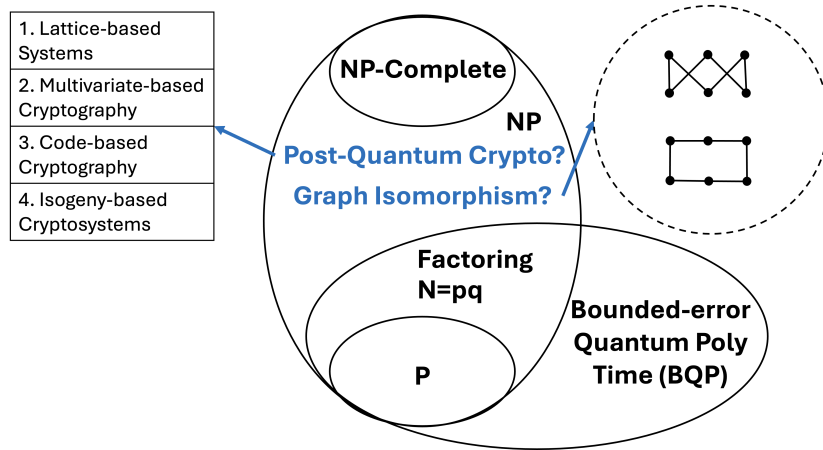 1. Lattice-based
Systems
2. Multivariate-based
Cryptography
3. Code-based
Cryptography
4. Isogeny-based
Cryptosystems
NP-Complete
NP
Post-Quantum Crypto?
Graph Isomorphism?
Factoring
N=pq
Bounded-error
Quantum Poly
Time (BQP)
P